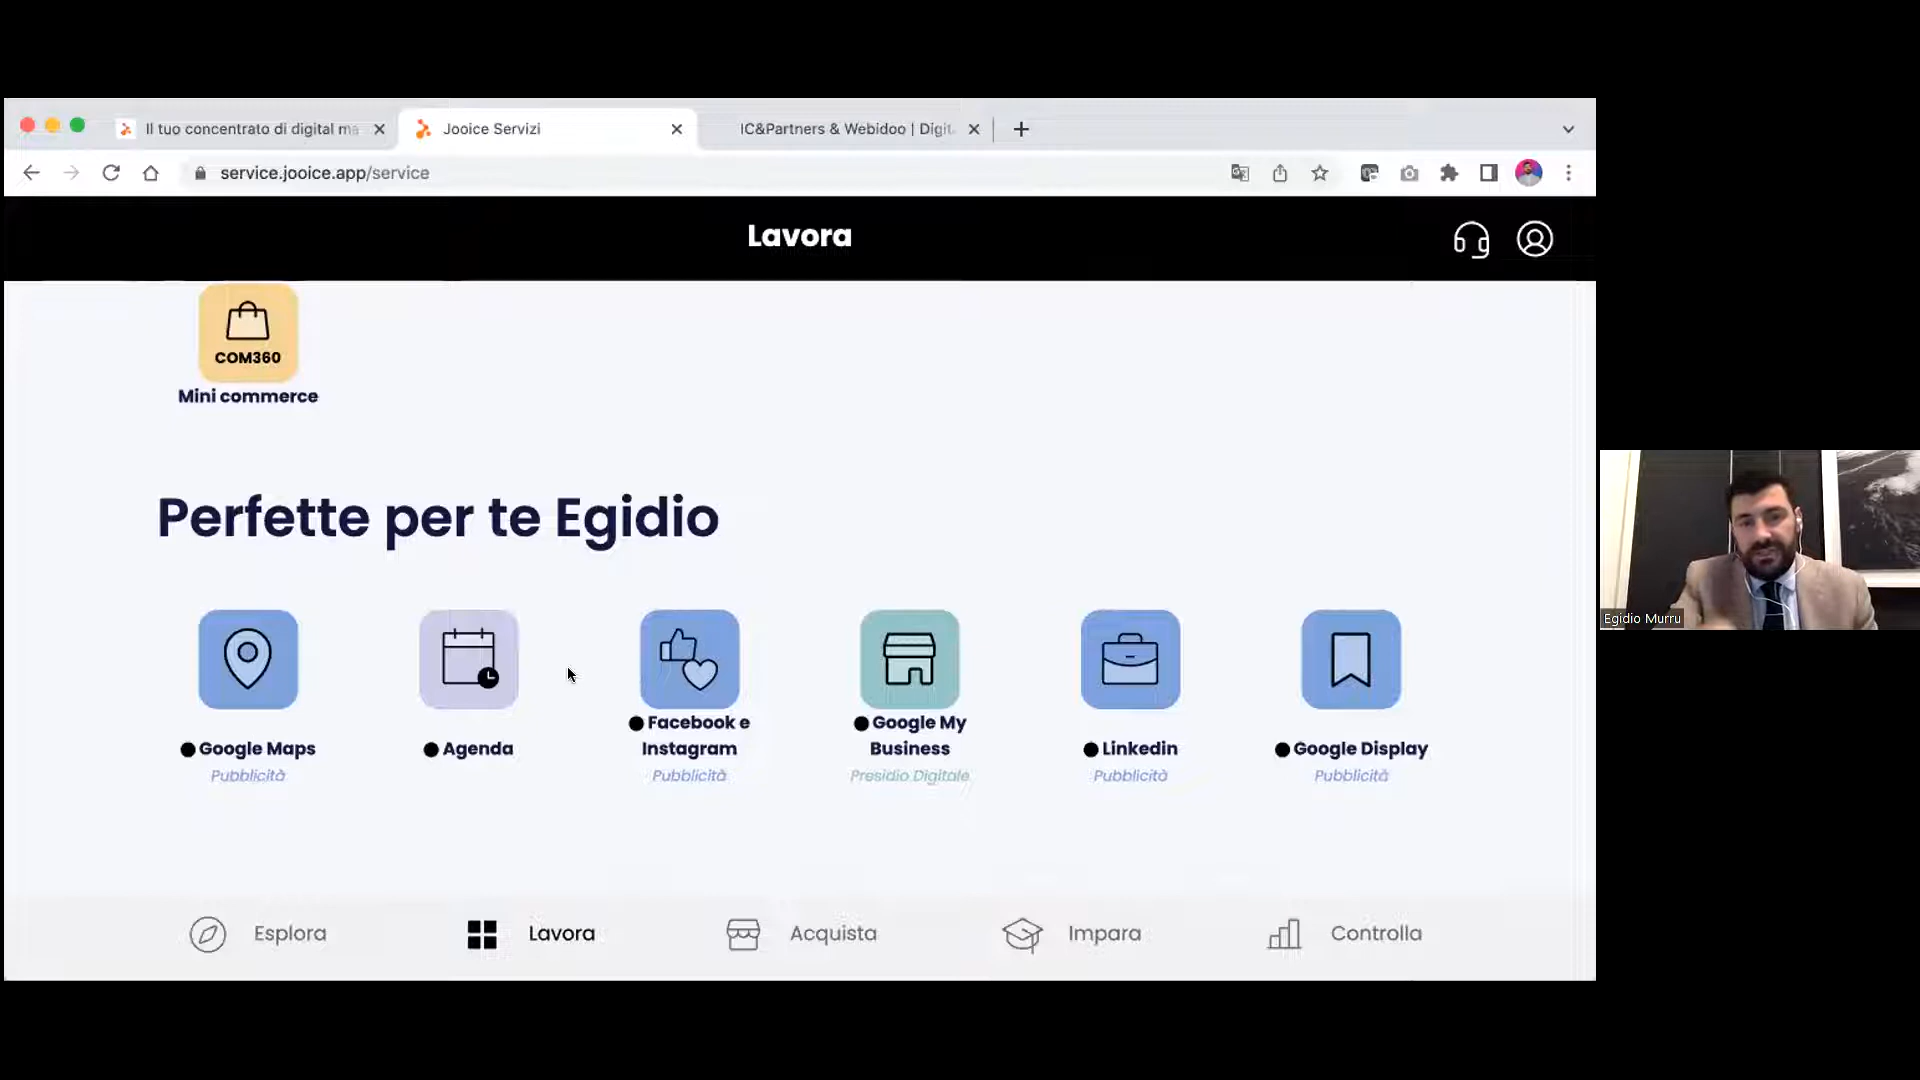 Il tuo concentrato di digital ma
Jooice Servizi
IC&Partners & Webidoo | Digit
service.jooice.app/service
Lavora
COM360
Mini commerce
Perfette per te Egidio
Google Maps
Pubblicità
Agenda
Facebook e
Instagram
Pubblicità
Google My
Business
Presidio Digitale
Linkedin
Pubblicità
Google Display
Pubblicità
Esplora
Lavora
Acquista
Impara
Controlla
Egidio Murru